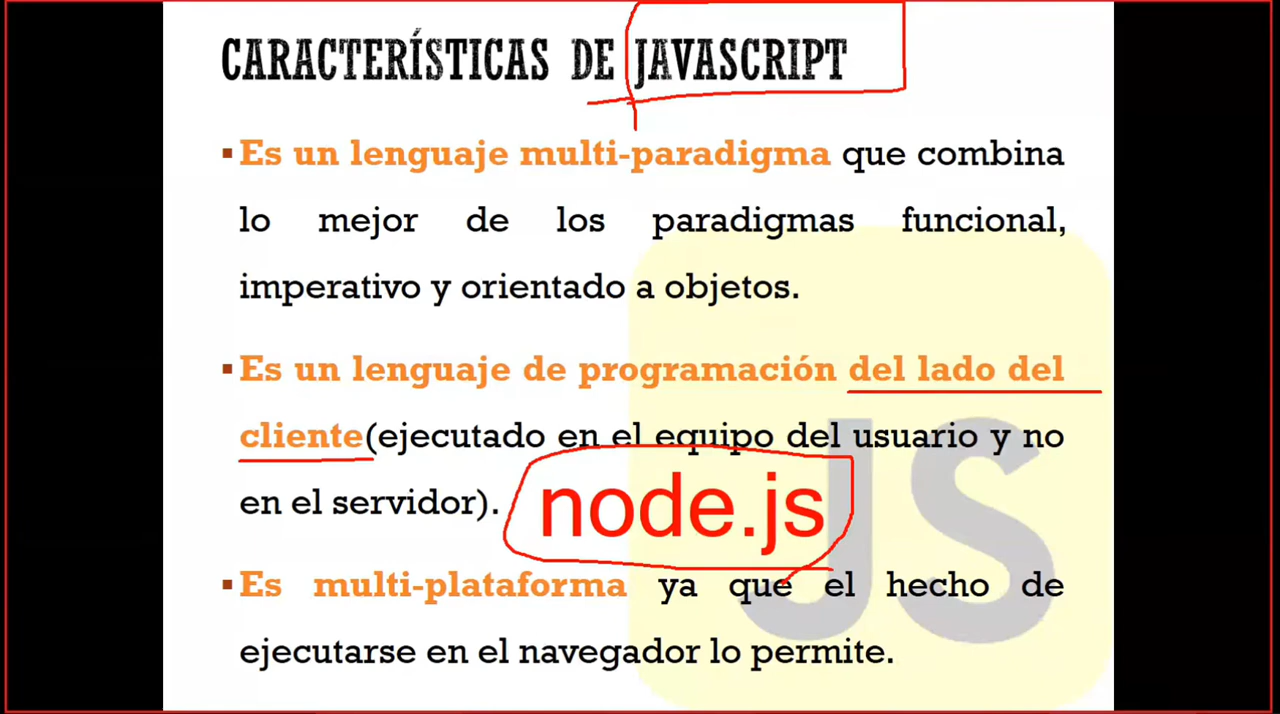 CARACTERÍSTICAS DE JAVASCRIPT
▪Es un lenguaje multi-paradigma que combina
lo mejor de los paradigmas funcional,
imperativo y orientado a objetos.
▪Es un lenguaje de programación del lado del
cliente(ejecutado en el equipo del usuario y no
en el servidor).
node.js
▪Es multi-plataforma ya que el hecho de
ejecutarse en el navegador lo permite.
JS